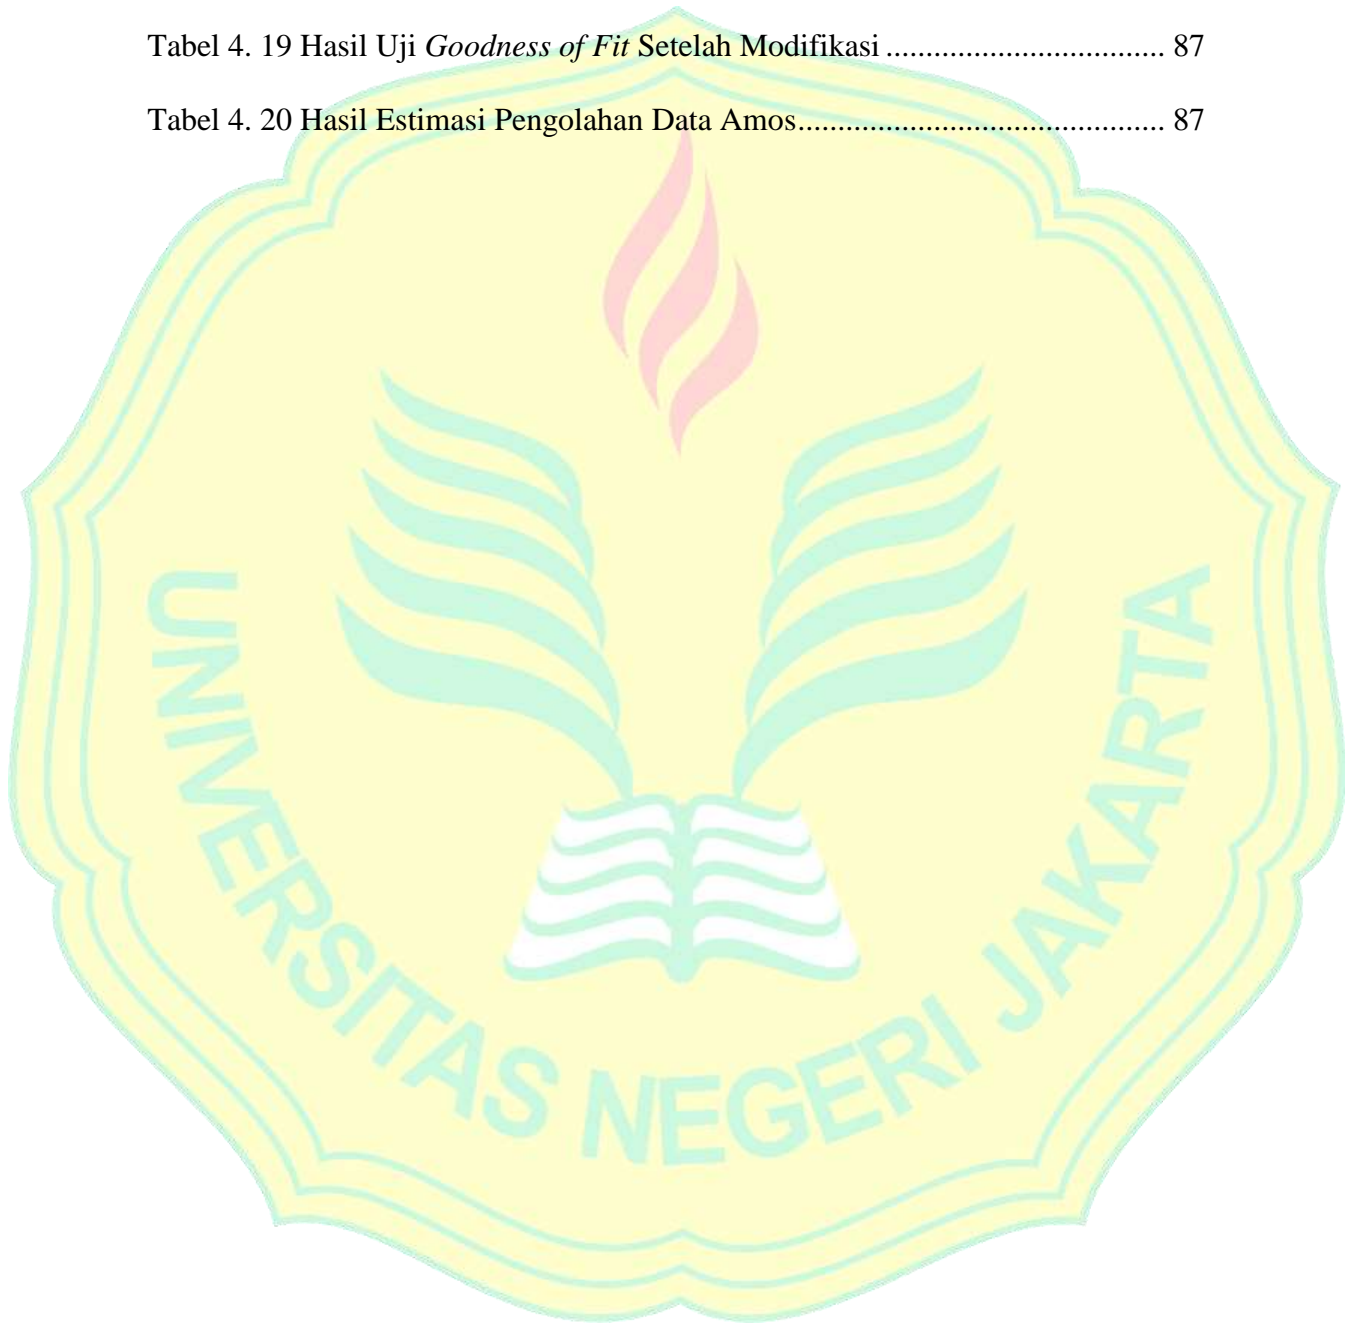 Tabel 4. 19 Hasil Uji Goodness of Fit Setelah Modifikasi ................................... 87
Tabel 4. 20 Hasil Estimasi Pengolahan Data Amos.............................................. 87
UNIVERSITAS NEGERI JAKARTA